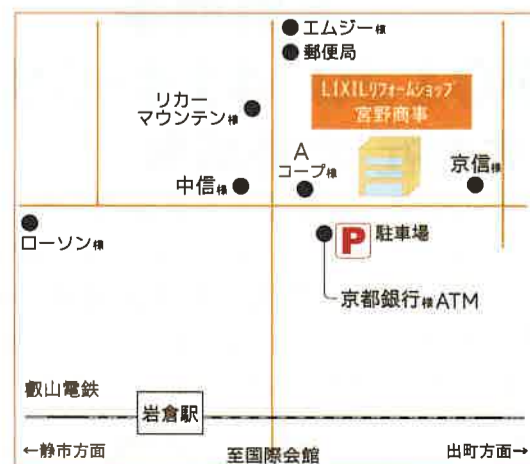 エムジー様
郵便局
LIXILリフォームショップ
宮野商事
リカー
マウンテン様
A
コープ様
中信様
京信様
ローソン様
P 駐車場
京都銀行様ATM
叡山電鉄
岩倉駅
←静市方面
至国際会館
出町方面→